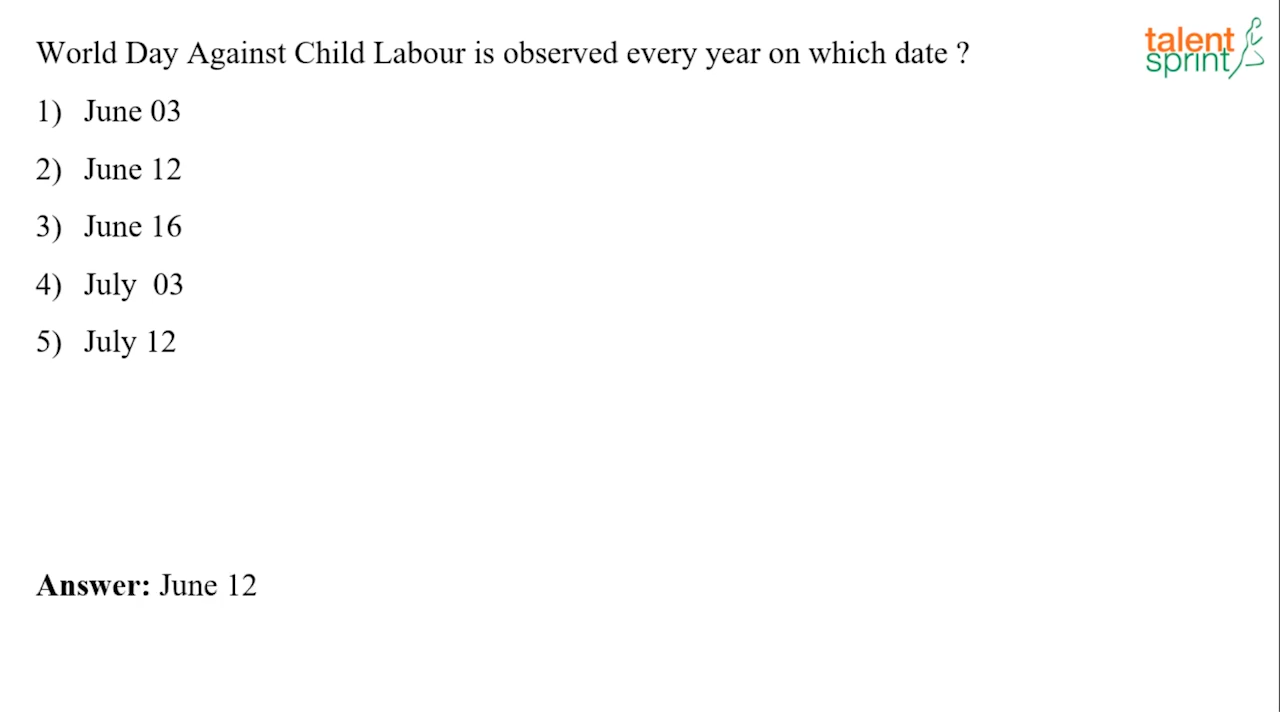 World Day Against Child Labour is observed every year on which date ?
talent
sprint
1) June 03
2) June 12
3) June 16
4) July 03
5) July 12
Answer: June 12